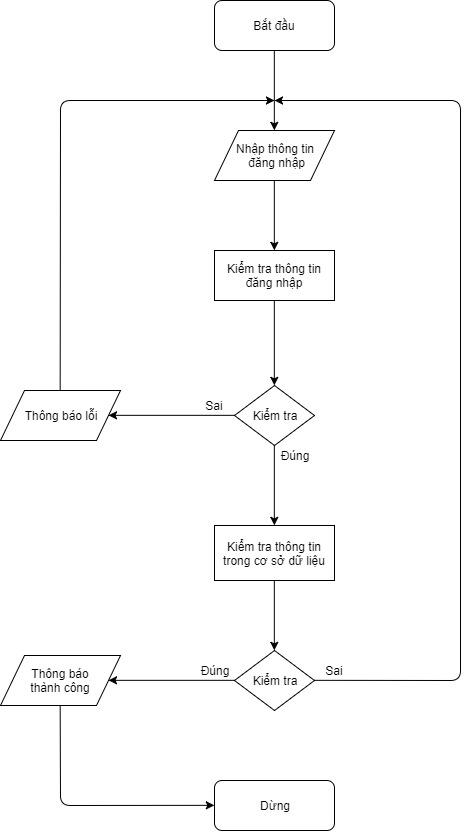 Bắt đầu
Nhập thông tin
đăng nhập
Kiểm tra thông tin
đăng nhập
Thông báo lỗi
Sai
Kiểm tra
Đúng
Kiểm tra thông tin
trong cơ sở dữ liệu
Thông báo
thành công
Đúng
Kiểm tra
Sai
Dừng